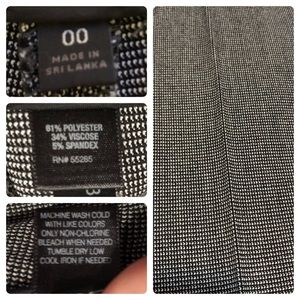 00
MADE IN
SRI LANKA
61% POLYESTER
34% VISCOSE
5% SPANDEX
RN# 55285
MACHINE WASH COLD
WITH LIKE COLORS
ONLY NON-CHLORINE
BLEACH WHEN NEEDED
TUMBLE DRY LOW
COOL IRON IF NEEDED